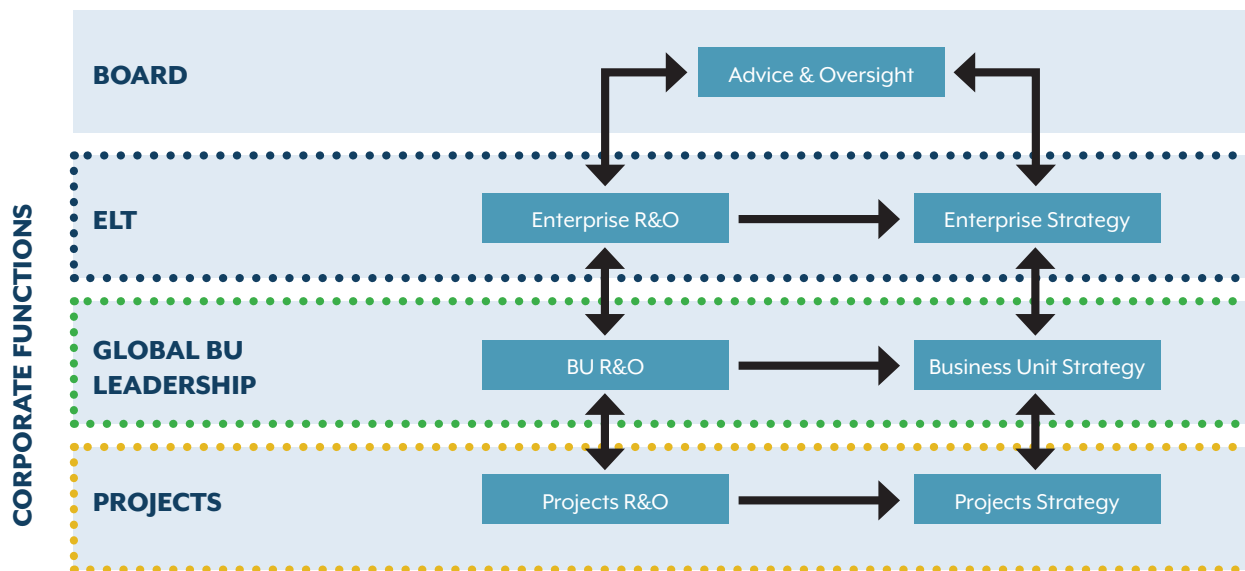 CORPORATE FUNCTIONS
BOARD
Advice & Oversight
ELT
Enterprise R&O
Enterprise Strategy
GLOBAL BU
LEADERSHIP
BU R&O
Business Unit Strategy
PROJECTS
Projects R&O
Projects Strategy